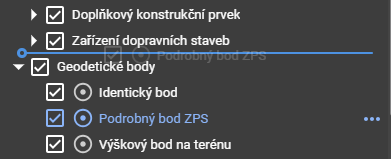 Doplňkový konstrukční prvek
Zařízení dopravních staveb
Podrobný bod ZPS
Geodetické body
Identický bod
Podrobný bod ZPS
Výškový bod na terénu